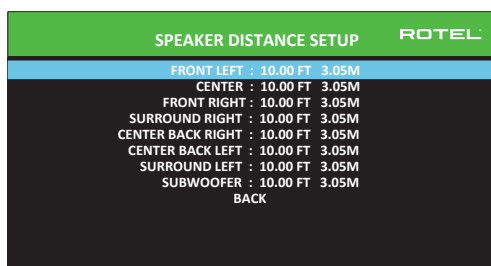 SPEAKER DISTANCE SETUP
ROTEL
FRONT LEFT : 10.00 FT 3.05M
CENTER : 10.00 FT 3.05M
FRONT RIGHT : 10.00 FT 3.05M
SURROUND RIGHT : 10.00 FT 3.05M
CENTER BACK RIGHT : 10.00 FT 3.05M
CENTER BACK LEFT : 10.00 FT 3.05M
SURROUND LEFT : 10.00 FT 3.05M
SUBWOOFER : 10.00 FT 3.05M
BACK